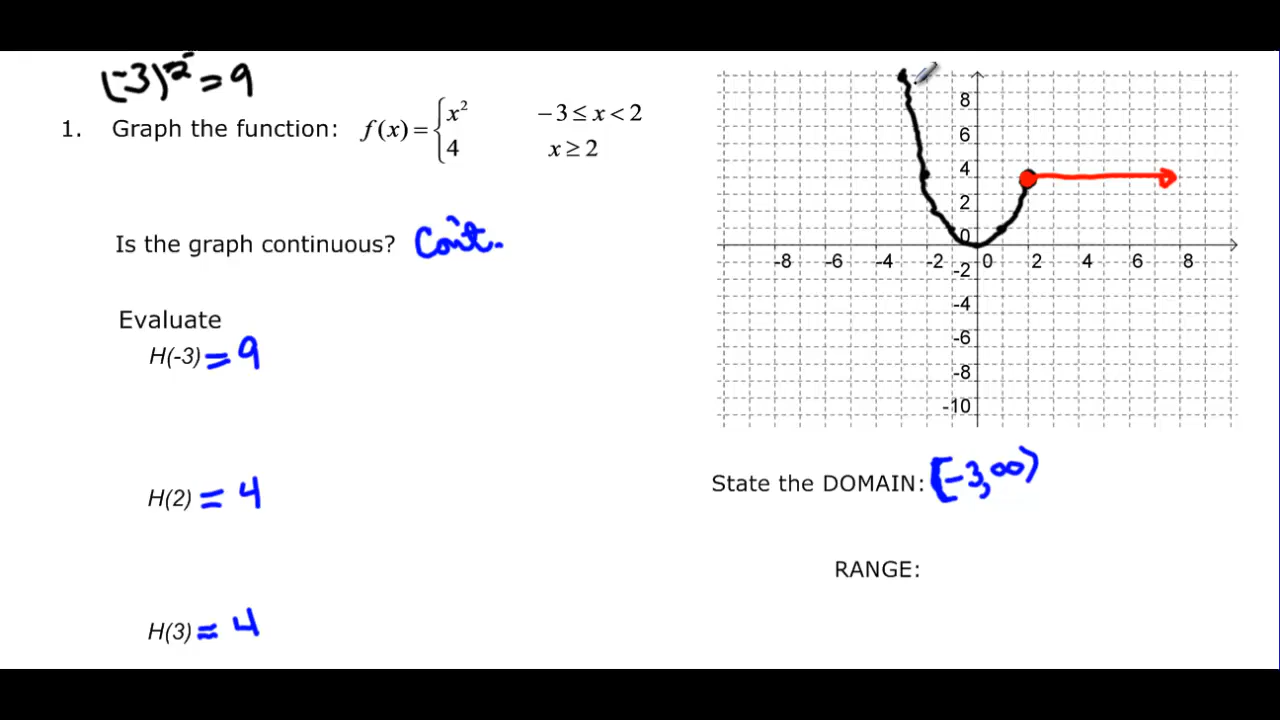 (-3)² = 9
1. Graph the function: f(x) = { x² -3 ≤ x < 2
4 x ≥ 2
Is the graph continuous? Cont.
Evaluate
H(-3) = 9
H(2) = 4
H(3) = 4
8
6
4
2
0
-8 -6 -4 -2 0 2 4 6 8
-2
-4
-6
-8
-10
State the DOMAIN: [-3, ∞)
RANGE: